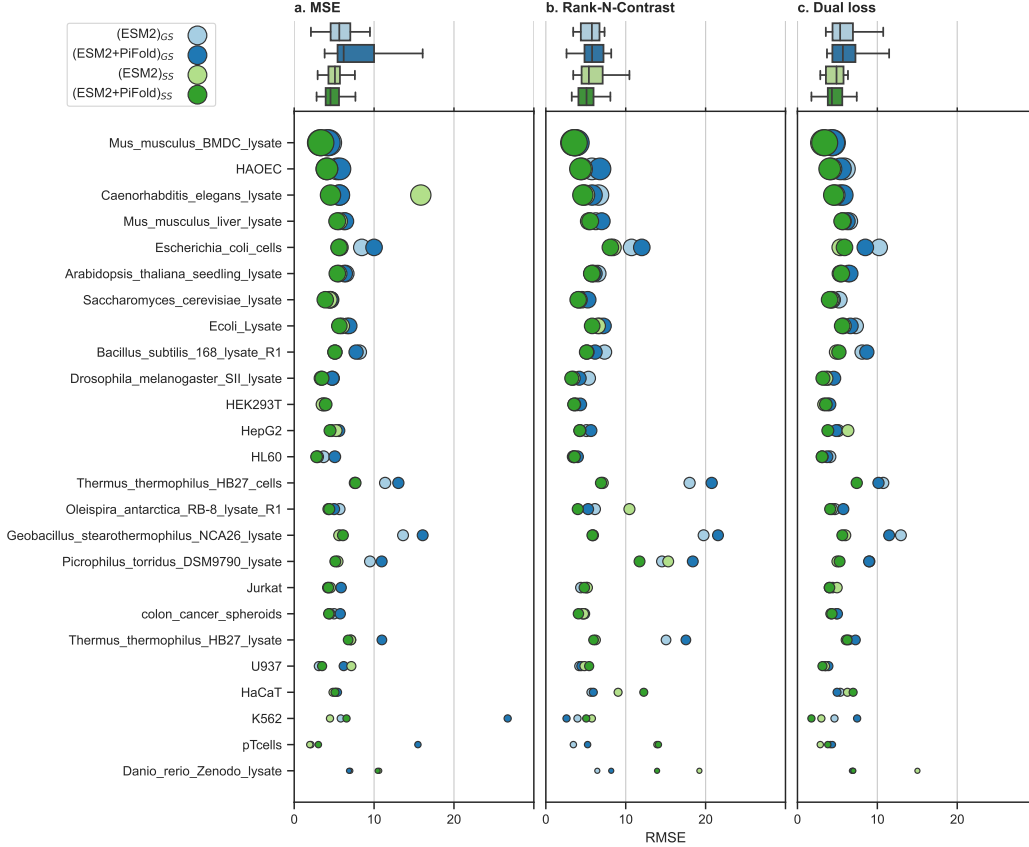 a. MSE
b. Rank-N-Contrast
c. Dual loss
(ESM2)GS
(ESM2+PiFold)GS
(ESM2)SS
(ESM2+PiFold)SS
Mus_musculus_BMDC_lysate
HAOEC
Caenorhabditis_elegans_lysate
Mus_musculus_liver_lysate
Escherichia_coli_cells
Arabidopsis_thaliana_seedling_lysate
Saccharomyces_cerevisiae_lysate
Ecoli_Lysate
Bacillus_subtilis_168_lysate_R1
Drosophila_melanogaster_SII_lysate
HEK293T
HepG2
HL60
Thermus_thermophilus_HB27_cells
Oleispira_antarctica_RB-8_lysate_R1
Geobacillus_stearothermophilus_NCA26_lysate
Picrophilus_torridus_DSM9790_lysate
Jurkat
colon_cancer_spheroids
Thermus_thermophilus_HB27_lysate
U937
HaCaT
K562
pTcells
Danio_rerio_Zenodo_lysate
0 10 20
0 10 20
0 10 20
RMSE